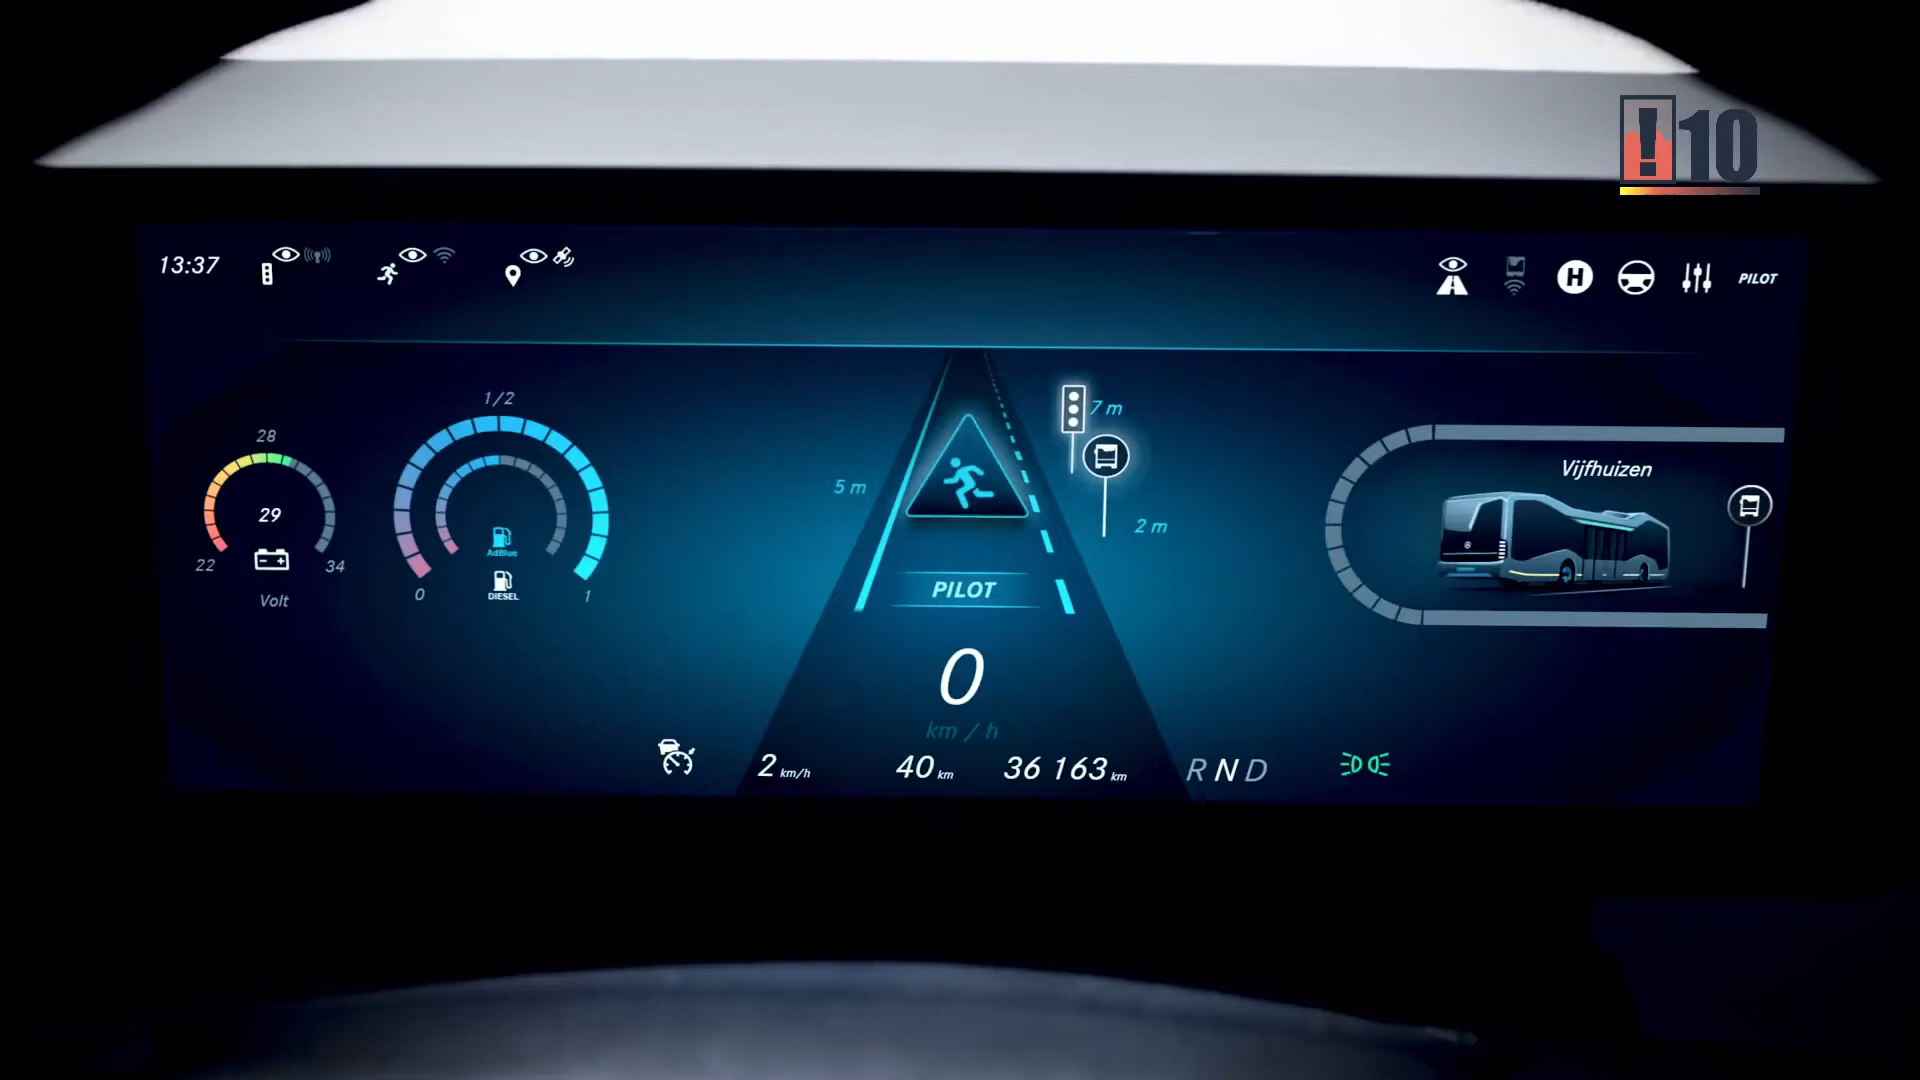 !10
13:37
H
PILOT
1/2
28
7 m
Vijfhuizen
5 m
29
AdBlue
2 m
22
34
DIESEL
0
1
PILOT
Volt
0
km / h
2 km/h
40 km
36 163 km
R N D